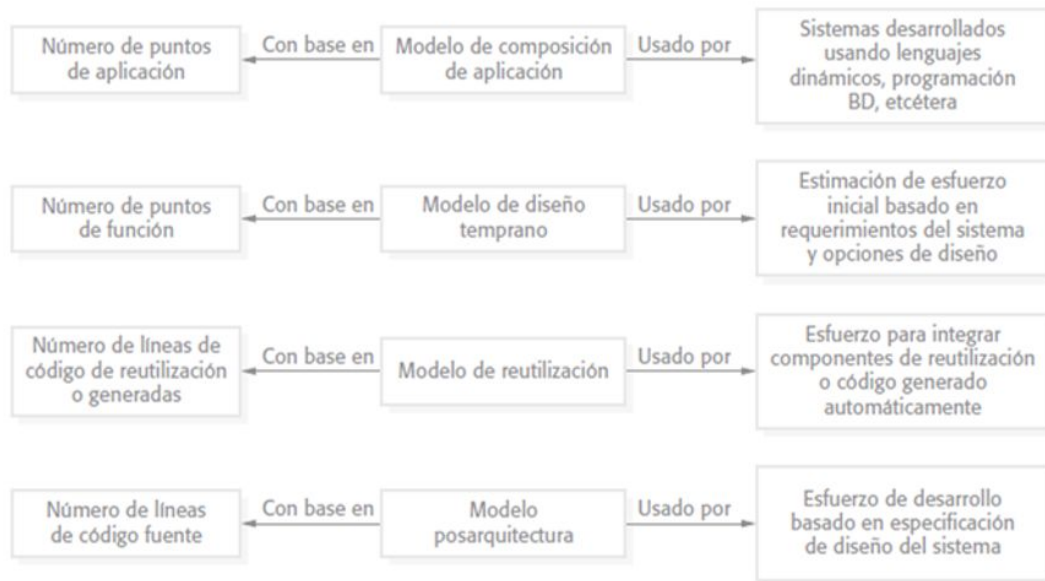 Número de puntos
de aplicación
Con base en
Modelo de composición
de aplicación
Usado por
Sistemas desarrollados
usando lenguajes
dinámicos, programación
BD, etcétera
Número de puntos
de función
Con base en
Modelo de diseño
temprano
Usado por
Estimación de esfuerzo
inicial basado en
requerimientos del sistema
y opciones de diseño
Número de líneas de
código de reutilización
o generadas
Con base en
Modelo de reutilización
Usado por
Esfuerzo para integrar
componentes de reutilización
o código generado
automáticamente
Número de líneas
de código fuente
Con base en
Modelo
posarquitectura
Usado por
Esfuerzo de desarrollo
basado en especificación
de diseño del sistema